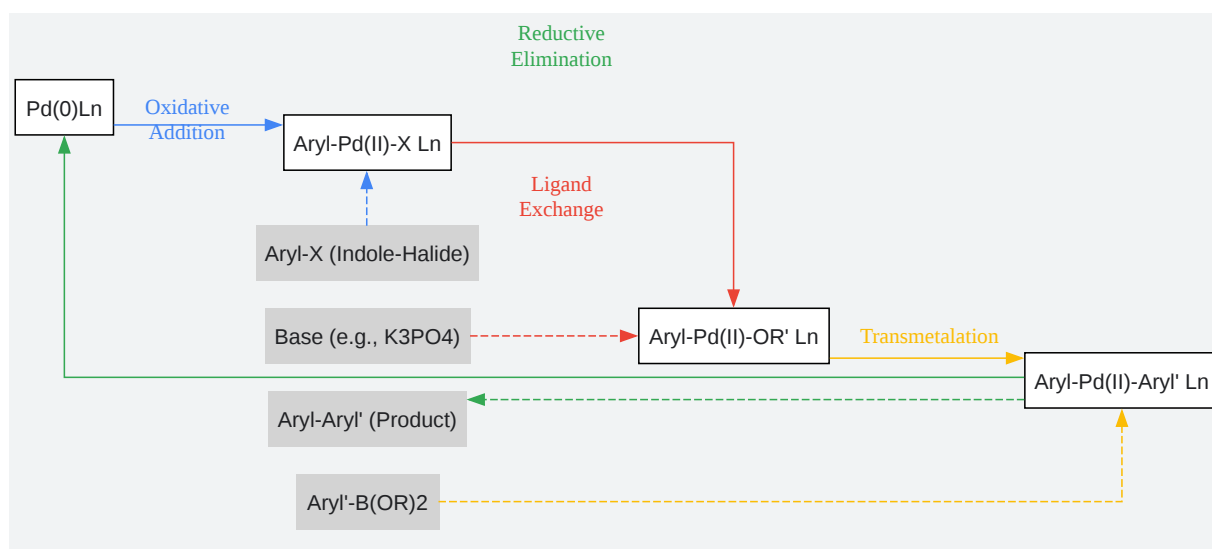 Reductive
Elimination
Pd(0)Ln
Oxidative
Addition
Aryl-Pd(II)-X Ln
Ligand
Exchange
Aryl-X (Indole-Halide)
Base (e.g., K3PO4)
Aryl-Pd(II)-OR' Ln
Transmetalation
Aryl-Pd(II)-Aryl' Ln
Aryl-Aryl' (Product)
Aryl'-B(OR)2